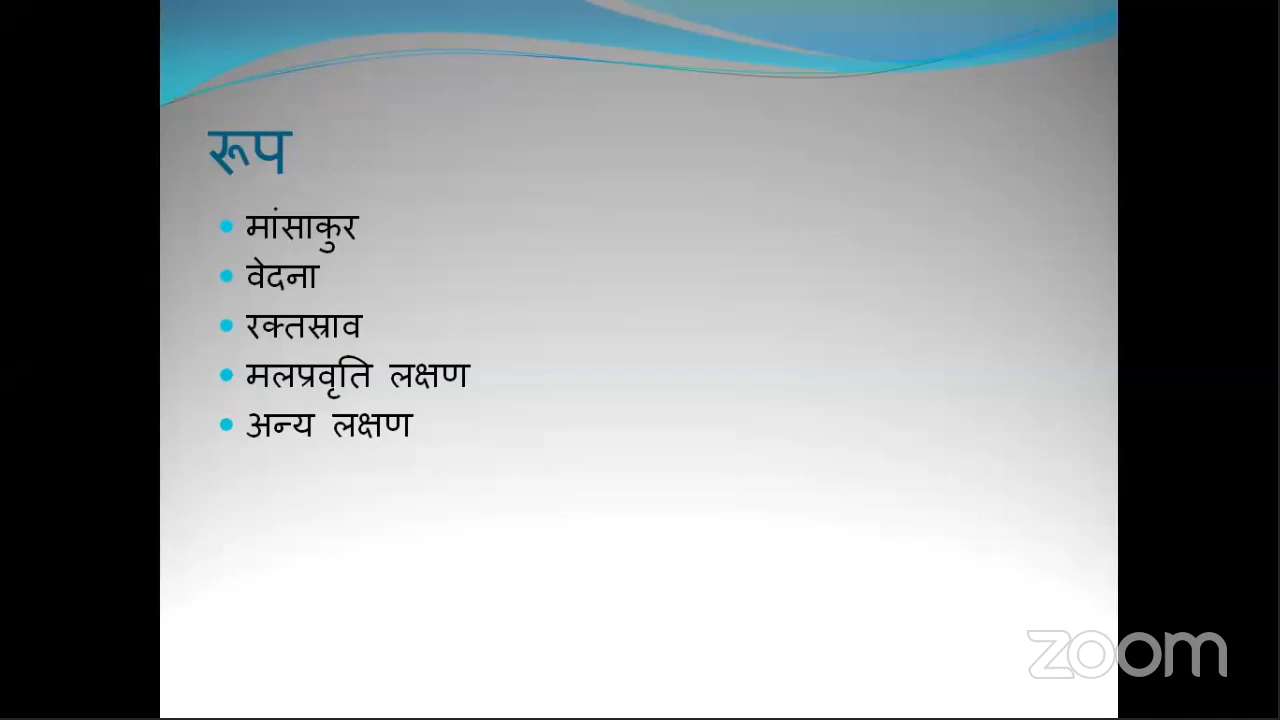 रूप
मांसाकुर
वेदना
रक्तस्राव
मलप्रवृति लक्षण
अन्य लक्षण
zoom